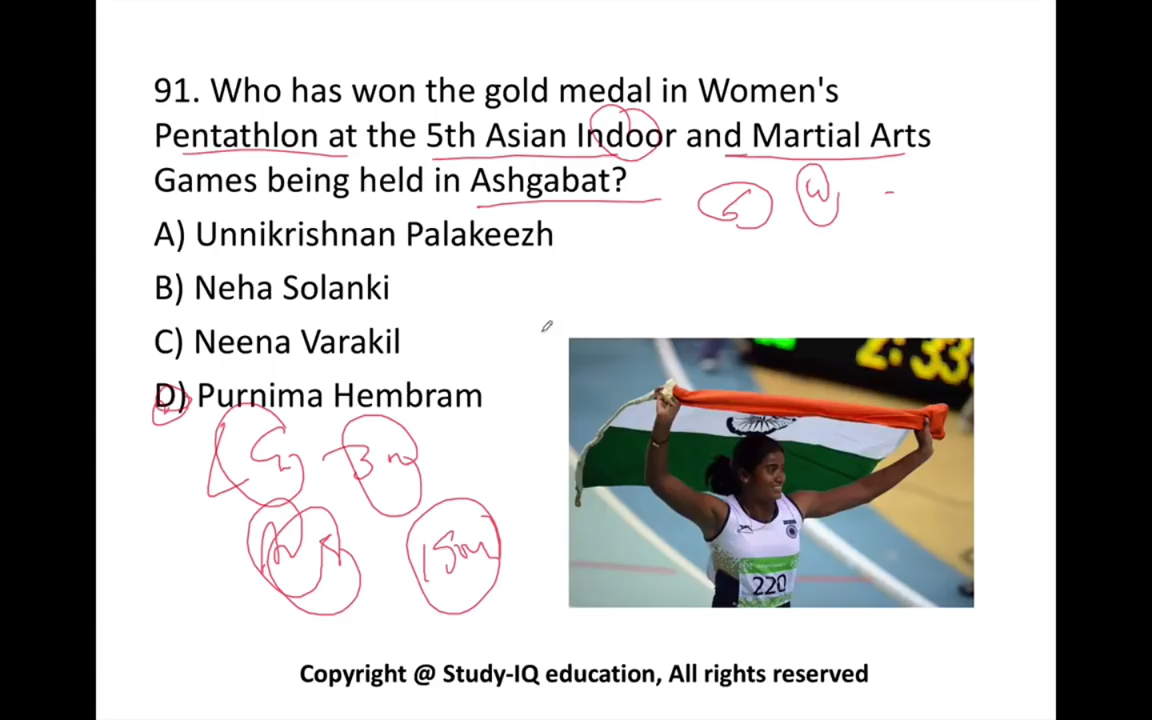 91. Who has won the gold medal in Women's
Pentathlon at the 5th Asian Indoor and Martial Arts
Games being held in Ashgabat?
A) Unnikrishnan Palakeezh
B) Neha Solanki
C) Neena Varakil
D) Purnima Hembram
2:33
220
Copyright @ Study-IQ education, All rights reserved